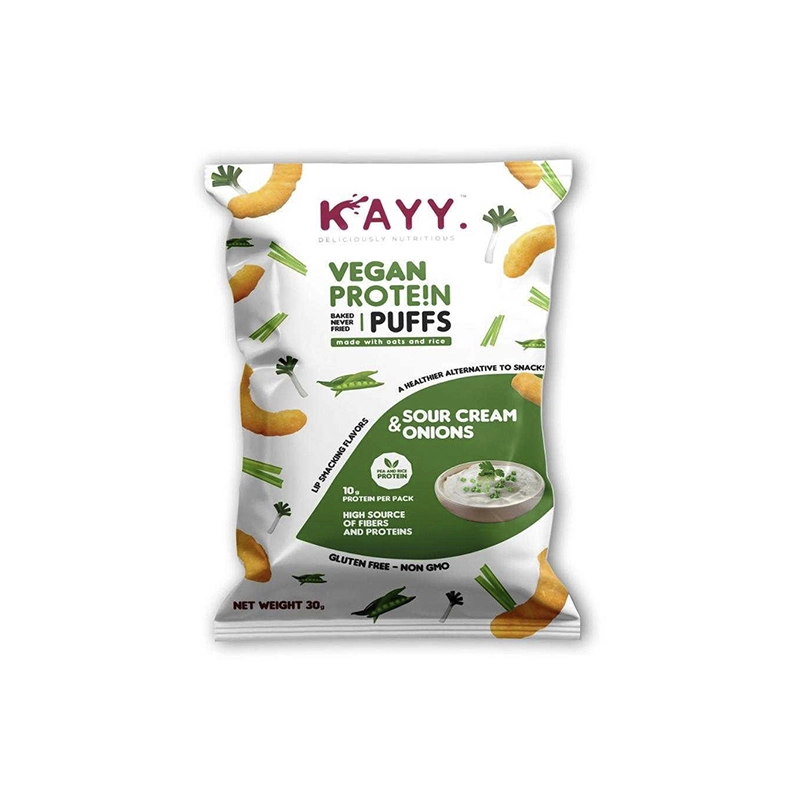 KAYY.™
DELICIOUSLY NUTRITIOUS
VEGAN
PROTE!N
BAKED
NEVER
FRIED
| PUFFS
made with oats and rice
A HEALTHIER ALTERNATIVE TO SNACKS
LIP SMACKING FLAVORS
SOUR CREAM
& ONIONS
PEA AND RICE
PROTEIN
10g
PROTEIN PER PACK
HIGH SOURCE
OF FIBERS
AND PROTEINS
GLUTEN FREE - NON GMO
NET WEIGHT 30g